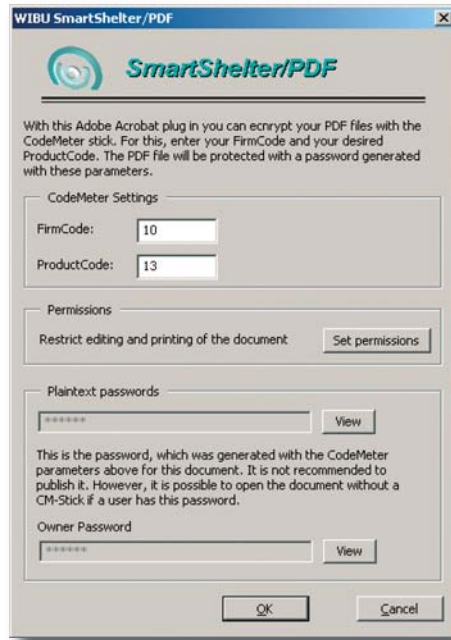 WIBU SmartShelter/PDF
SmartShelter/PDF
With this Adobe Acrobat plug in you can ecnrypt your PDF files with the
CodeMeter stick. For this, enter your FirmCode and your desired
ProductCode. The PDF file will be protected with a password generated
with these parameters.
CodeMeter Settings
FirmCode: 10
ProductCode: 13
Permissions
Restrict editing and printing of the document Set permissions
Plaintext passwords
****** View
This is the password, which was generated with the CodeMeter
parameters above for this document. It is not recommended to
publish it. However, it is possible to open the document without a
CM-Stick if a user has this password.
Owner Password
****** View
OK Cancel